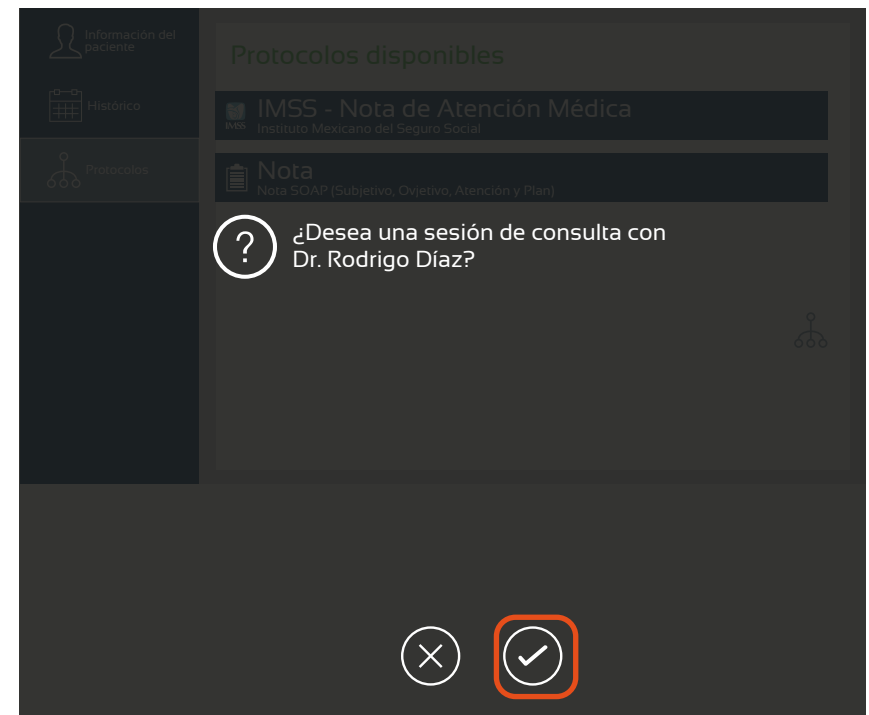 Información del
paciente
Histórico
Protocolos
Protocolos disponibles
IMSS - Nota de Atención Médica
IMSS
Instituto Mexicano del Seguro Social
Nota
Nota SOAP (Subjetivo, Ovjetivo, Atención y Plan)
?
¿Desea una sesión de consulta con
Dr. Rodrigo Díaz?